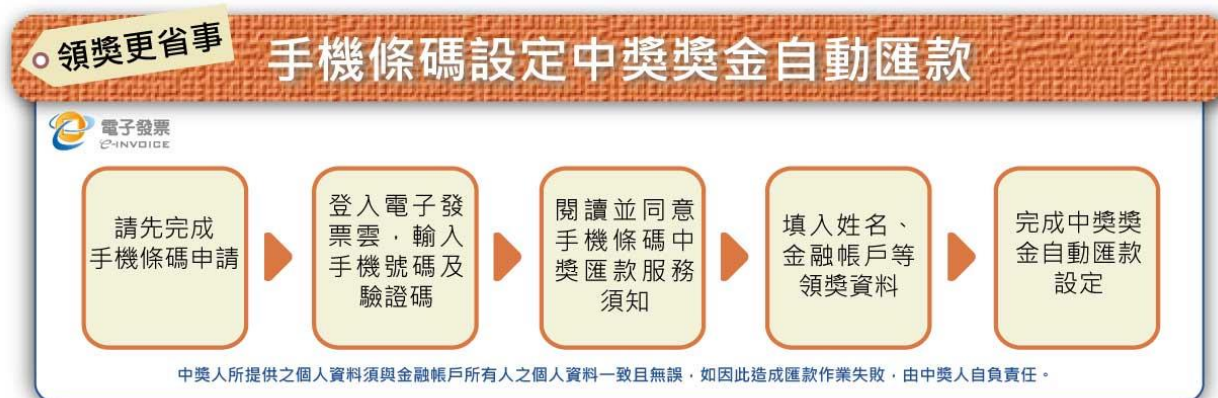 領獎更省事
手機條碼設定中獎獎金自動匯款
電子發票
e-INVOICE
請先完成
手機條碼申請
登入電子發
票雲，輸入
手機號碼及
驗證碼
閱讀並同意
手機條碼中
獎匯款服務
須知
填入姓名、
金融帳戶等
領獎資料
完成中獎獎
金自動匯款
設定
中獎人所提供之個人資料須與金融帳戶所有人之個人資料一致且無誤，如因此造成匯款作業失敗，由中獎人自負責任。